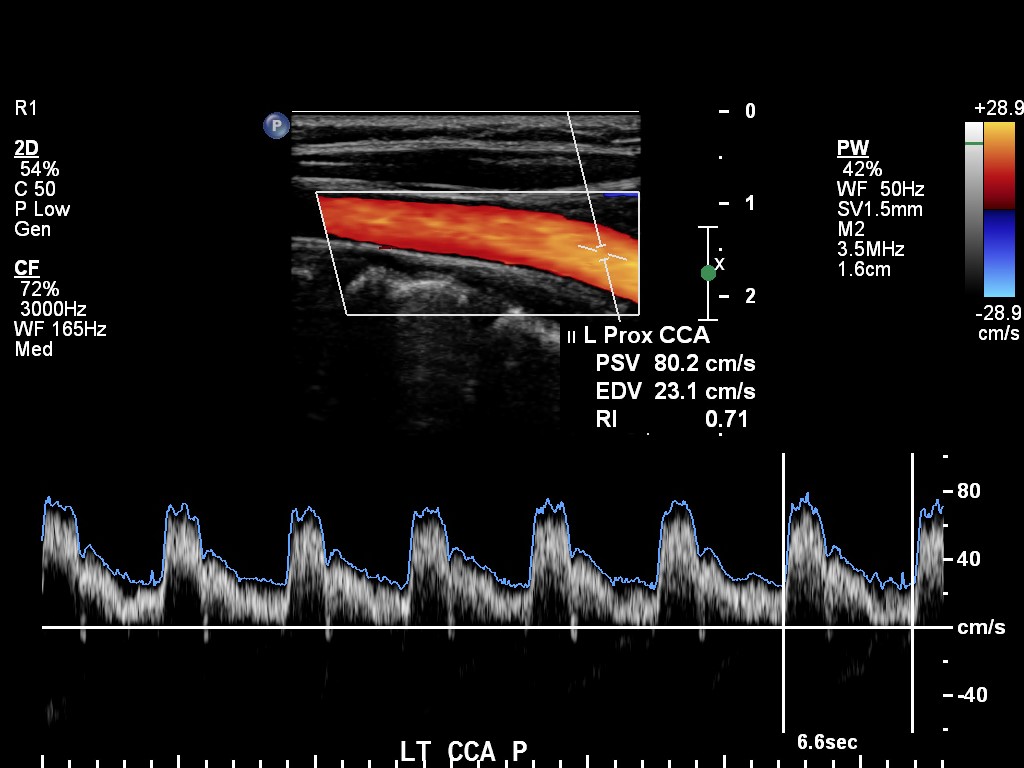 R1
P
2D
54%
C 50
P Low
Gen
CF
72%
3000Hz
WF 165Hz
Med
0
1
2
x
PW
42%
WF 50Hz
SV1.5mm
M2
3.5MHz
1.6cm
+28.9
-28.9
cm/s
L Prox CCA
PSV 80.2 cm/s
EDV 23.1 cm/s
RI 0.71
80
40
cm/s
-40
6.6sec
LT CCA P